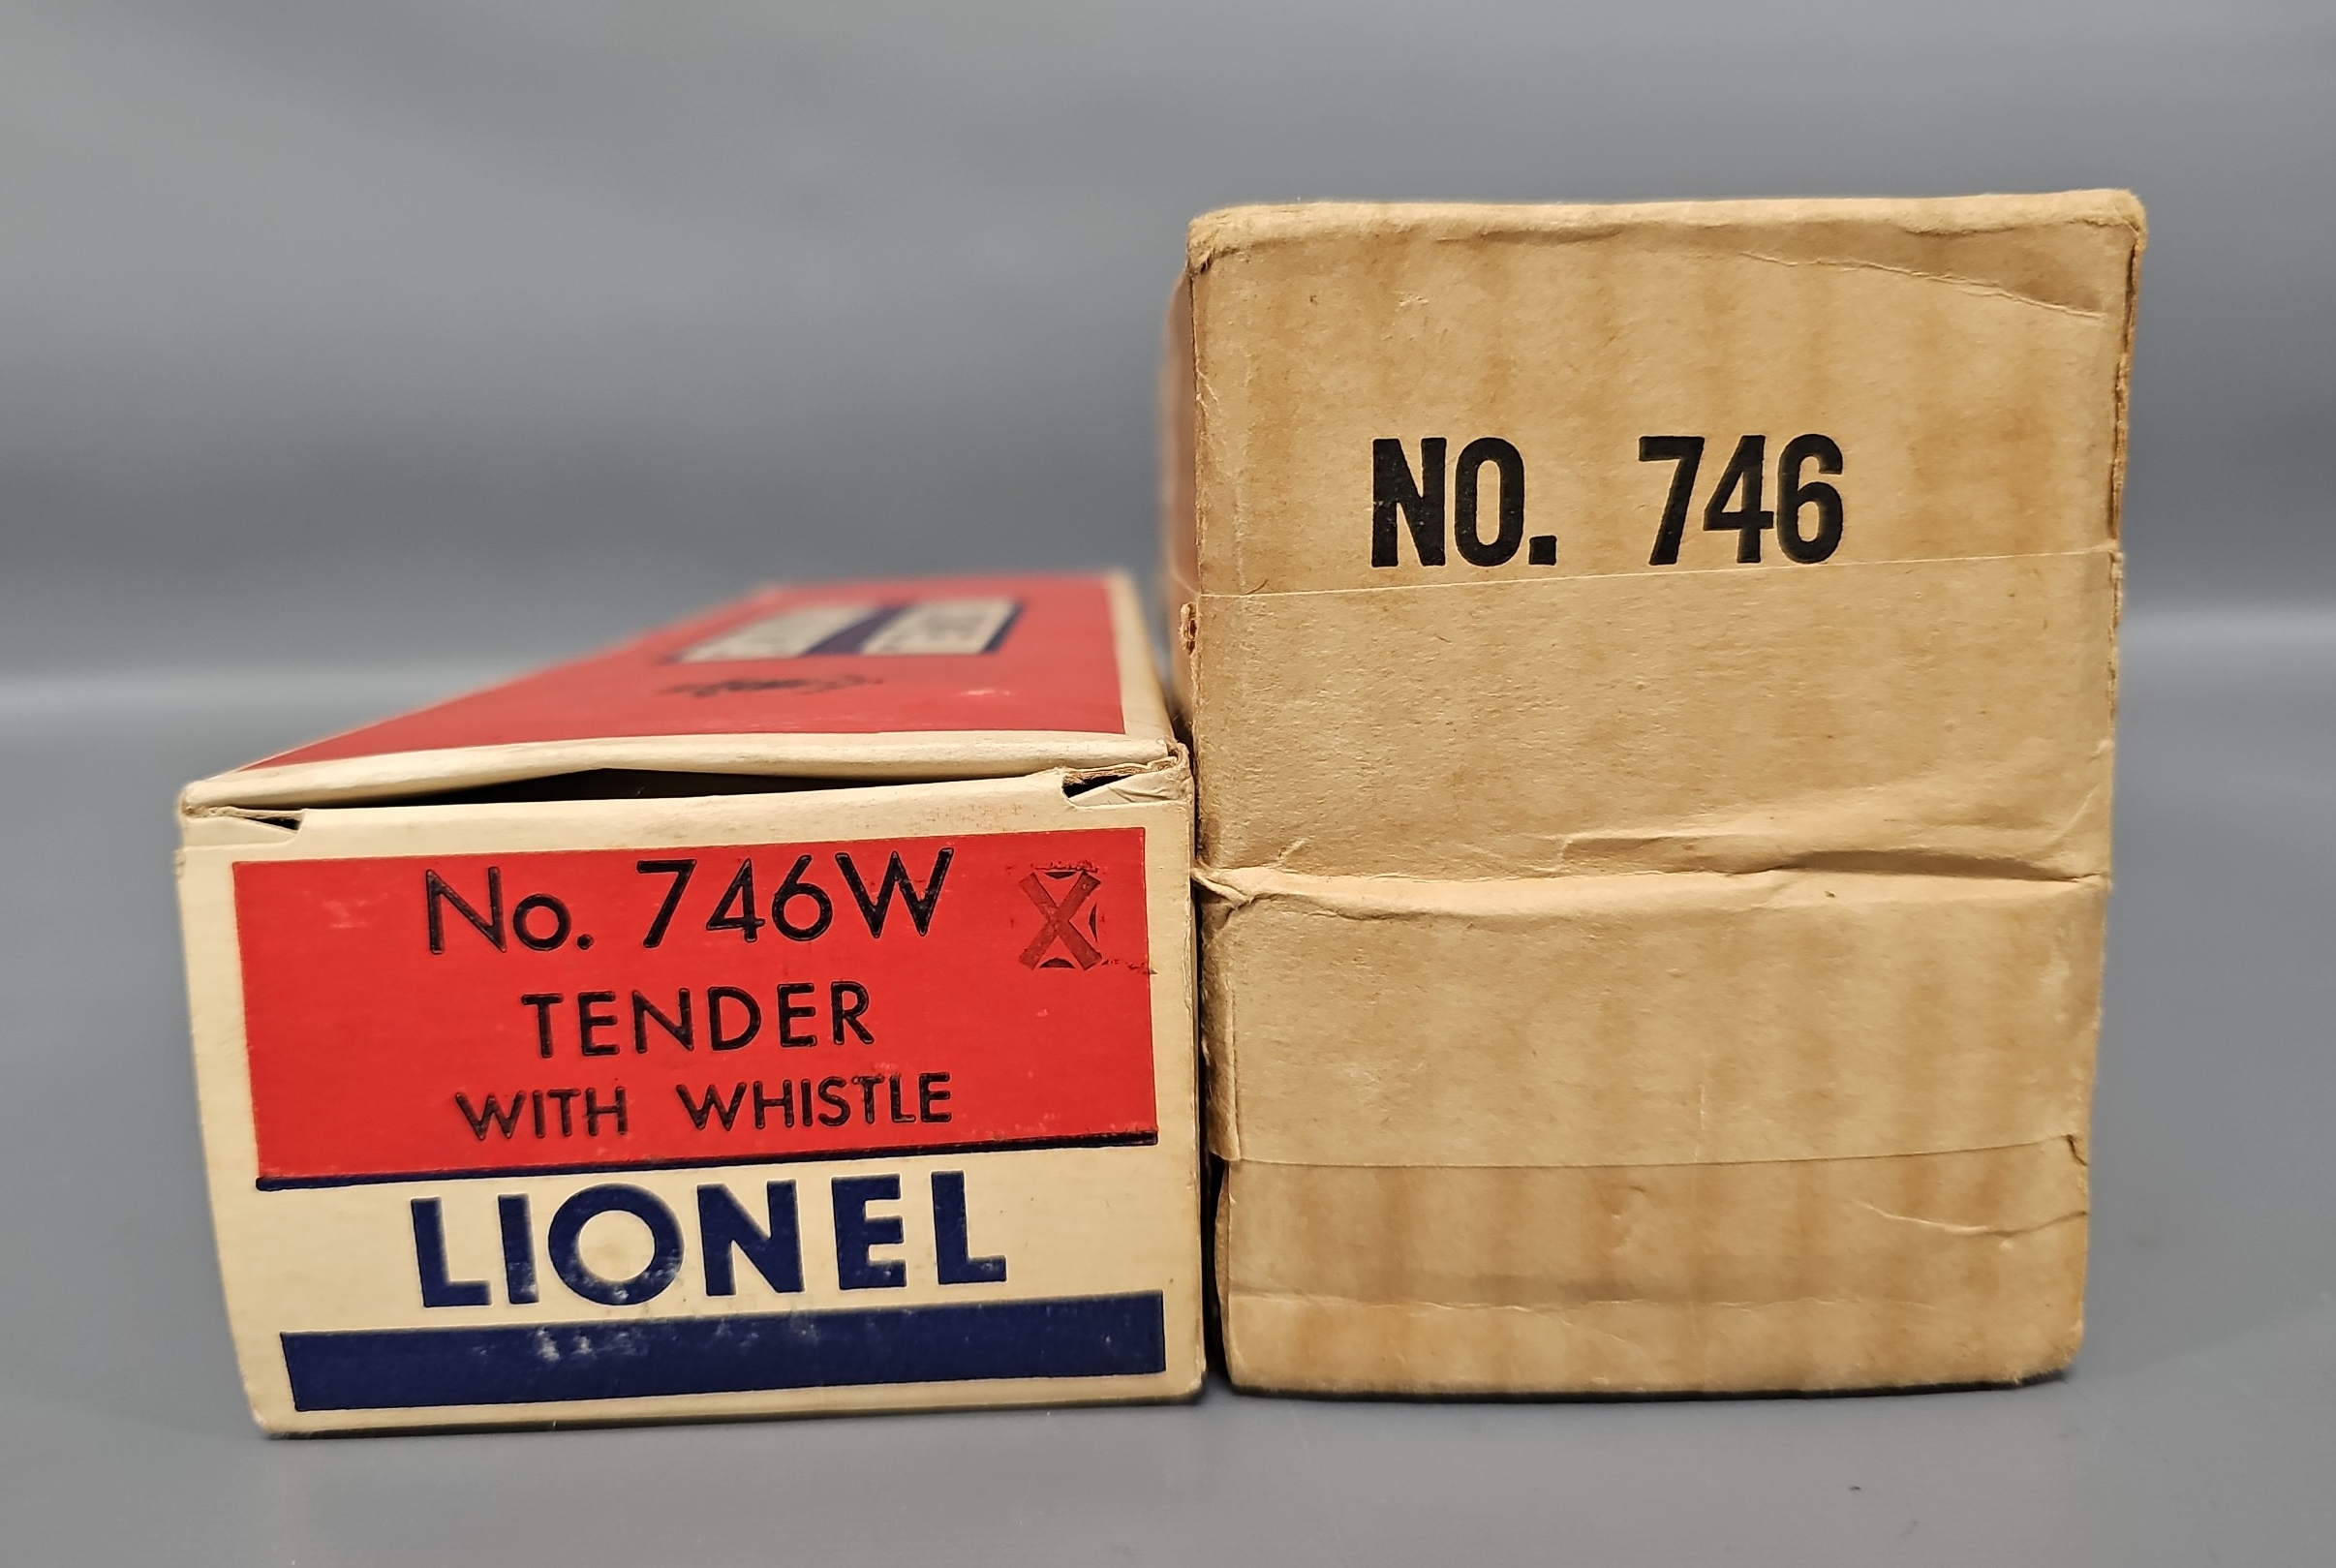 No. 746W
TENDER
WITH WHISTLE
LIONEL
NO. 746